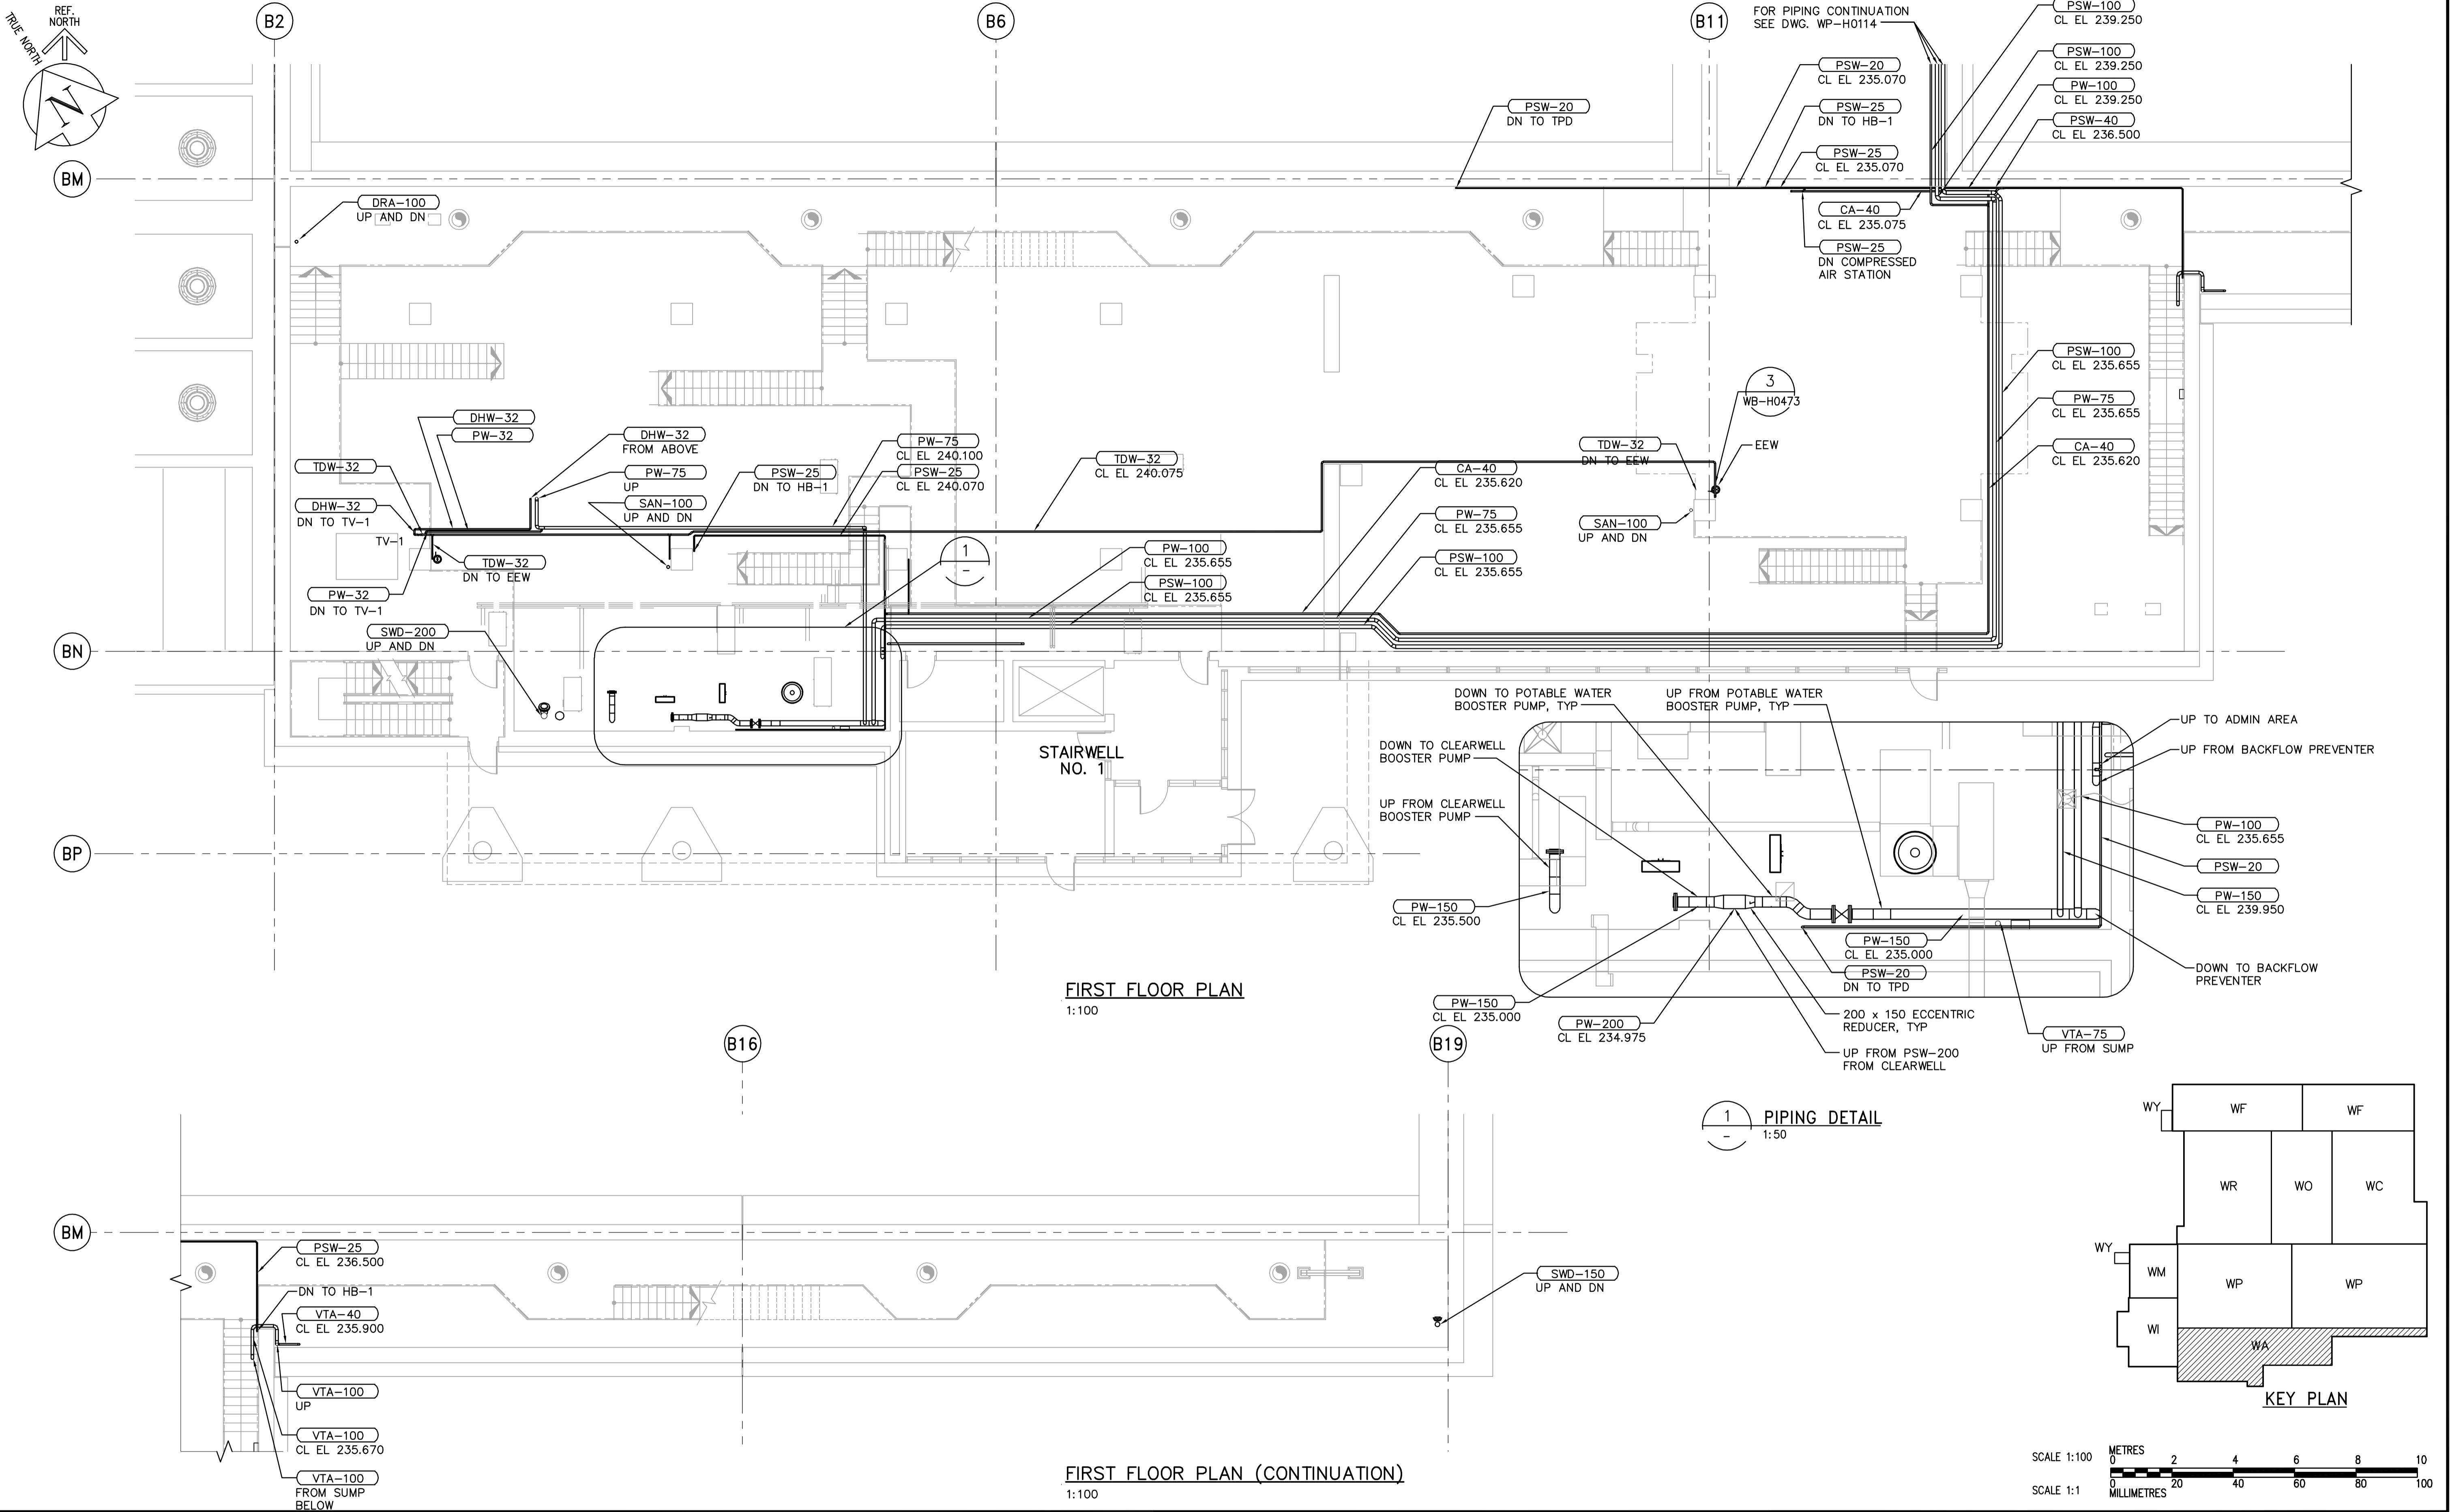 REF.
NORTH
TRUE NORTH
N
B2
B6
B11
FOR PIPING CONTINUATION
SEE DWG. WP-H0114
PSW-100
CL EL 239.250
PSW-100
CL EL 239.250
PW-100
CL EL 239.250
PSW-40
CL EL 236.500
PSW-20
CL EL 235.070
PSW-20
DN TO TPD
PSW-25
DN TO HB-1
PSW-25
CL EL 235.070
BM
DRA-100
UP AND DN
CA-40
CL EL 235.075
PSW-25
DN COMPRESSED
AIR STATION
PSW-100
CL EL 235.655
PW-75
CL EL 235.655
CA-40
CL EL 235.620
3
WB-H0473
EEW
TDW-32
DN TO EEW
SAN-100
UP AND DN
DHW-32
PW-32
DHW-32
FROM ABOVE
PW-75
UP
SAN-100
UP AND DN
PSW-25
DN TO HB-1
PW-75
CL EL 240.100
PSW-25
CL EL 240.070
TDW-32
CL EL 240.075
CA-40
CL EL 235.620
PW-75
CL EL 235.655
PSW-100
CL EL 235.655
TDW-32
DHW-32
DN TO TV-1
TV-1
TDW-32
DN TO EEW
PW-32
DN TO TV-1
1
-
PW-100
CL EL 235.655
PSW-100
CL EL 235.655
SWD-200
UP AND DN
BN
STAIRWELL
NO. 1
BP
DOWN TO POTABLE WATER
BOOSTER PUMP, TYP
UP FROM POTABLE WATER
BOOSTER PUMP, TYP
DOWN TO CLEARWELL
BOOSTER PUMP
UP FROM CLEARWELL
BOOSTER PUMP
UP TO ADMIN AREA
UP FROM BACKFLOW PREVENTER
PW-100
CL EL 235.655
PSW-20
PW-150
CL EL 239.950
PW-150
CL EL 235.500
PW-150
CL EL 235.000
PSW-20
DN TO TPD
DOWN TO BACKFLOW
PREVENTER
PW-150
CL EL 235.000
PW-200
CL EL 234.975
200 x 150 ECCENTRIC
REDUCER, TYP
UP FROM PSW-200
FROM CLEARWELL
VTA-75
UP FROM SUMP
FIRST FLOOR PLAN
1:100
1
-
PIPING DETAIL
1:50
B16
B19
BM
PSW-25
CL EL 236.500
DN TO HB-1
VTA-40
CL EL 235.900
VTA-100
UP
VTA-100
CL EL 235.670
VTA-100
FROM SUMP
BELOW
SWD-150
UP AND DN
FIRST FLOOR PLAN (CONTINUATION)
1:100
WY
WF
WF
WR
WO
WC
WY
WM
WP
WP
WI
WA
KEY PLAN
SCALE 1:100
METRES
0 2 4 6 8 10
SCALE 1:1
0 20 40 60 80 100
MILLIMETRES